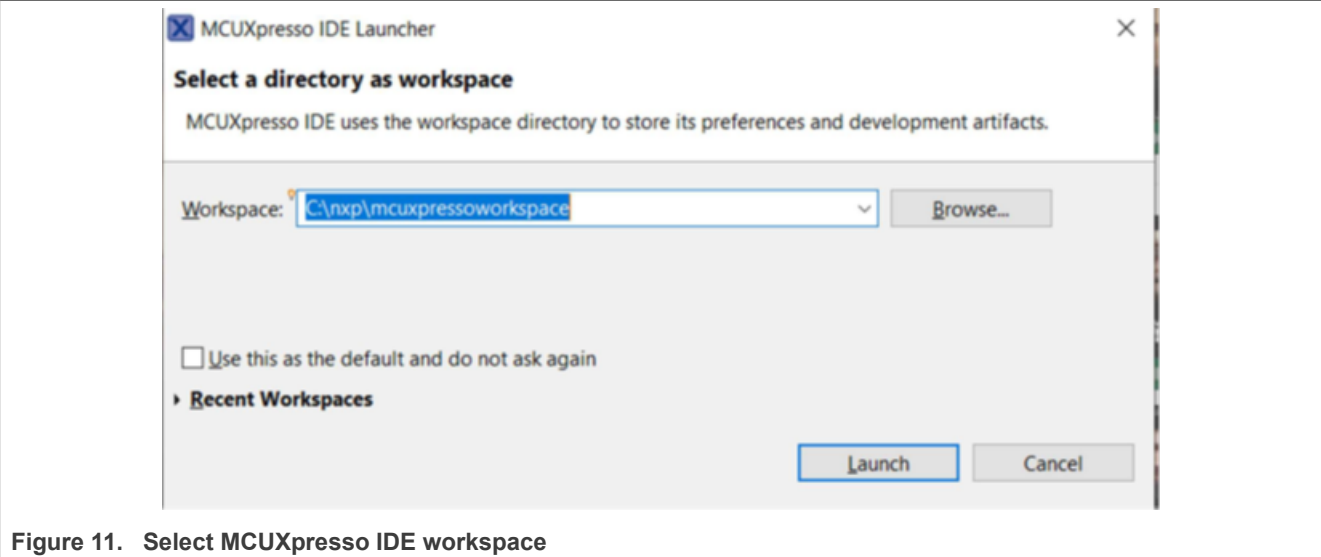 MCUXpresso IDE Launcher
Select a directory as workspace
MCUXpresso IDE uses the workspace directory to store its preferences and development artifacts.
Workspace: C:\nxp\mcuxpressoworkspace Browse...
Use this as the default and do not ask again
Recent Workspaces
Launch Cancel
Figure 11. Select MCUXpresso IDE workspace